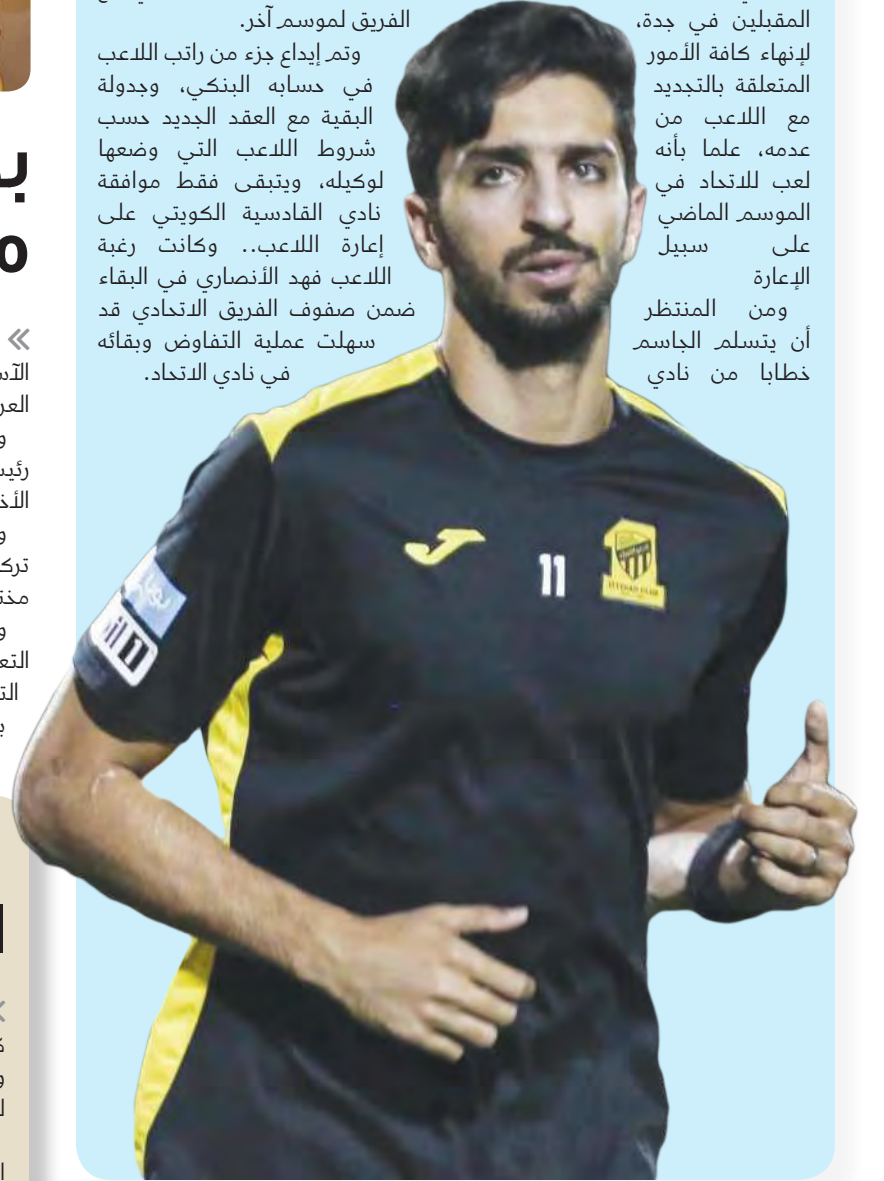 المقبلين في جدة،
لإنهاء كافة الأمور
المتعلقة بالتجديد
مع اللاعب من
عدمه، علما بأنه
لعب للاتحاد في
الموسم الماضي
على سبيل
الإعارة
ومن المنتظر
أن يتسلم الجاسم
خطابا من نادي
الفريق لموسم آخر.
وتم إيداع جزء من راتب اللاعب
في حسابه البنكي، وجدولة
البقية مع العقد الجديد حسب
شروط اللاعب التي وضعها
لوكيله، ويتبقى فقط موافقة
نادي القادسية الكويتي على
إعارة اللاعب.. وكانت رغبة
اللاعب فهد الأنصاري في البقاء
ضمن صفوف الفريق الاتحادي قد
سهلت عملية التفاوض وبقائه
في نادي الاتحاد.
11
ITTIHAD CLUB